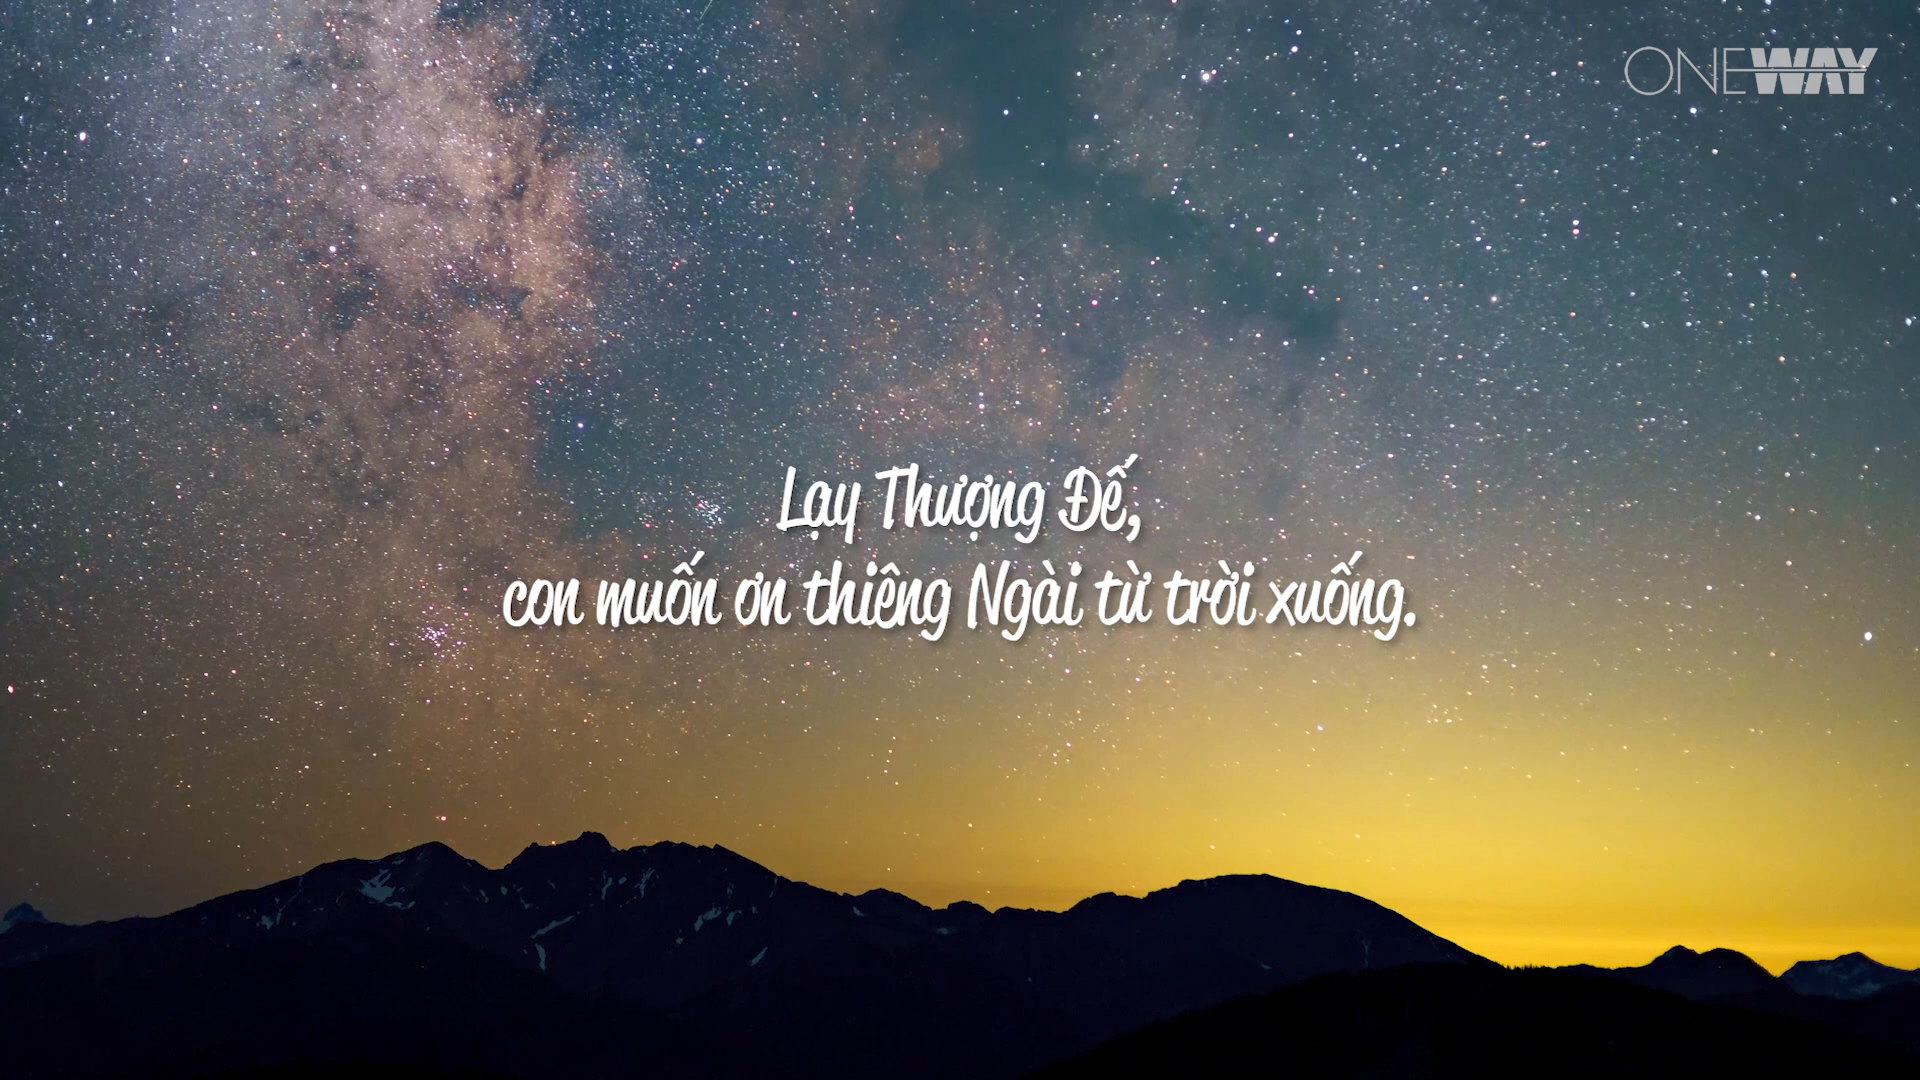 ONEWAY
Lạy Thượng Đế,
con muốn ơn thiêng Ngài từ trời xuống.